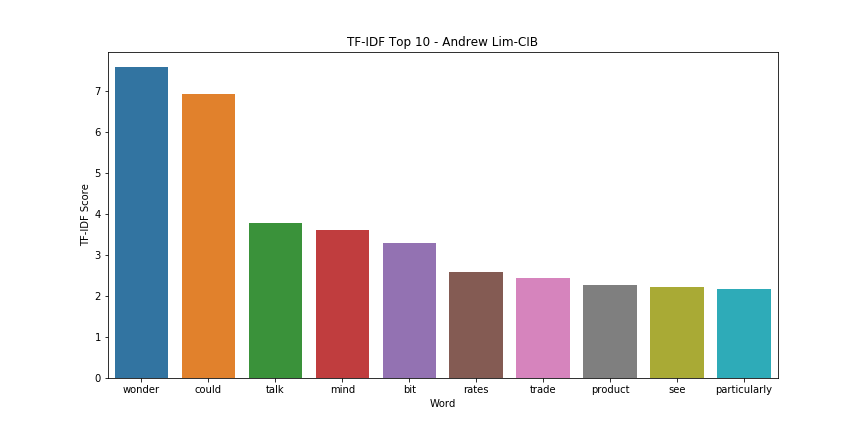 TF-IDF Top 10 - Andrew Lim-CIB
TF-IDF Score
7
6
5
4
3
2
1
0
wonder could talk mind bit rates trade product see particularly
Word